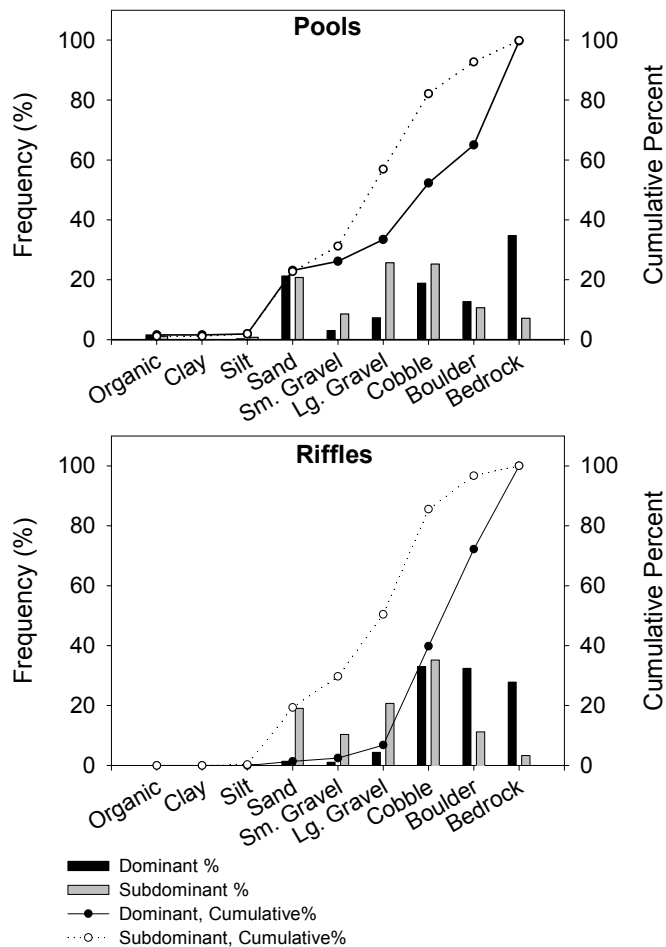 Pools
Frequency (%)
100
80
60
40
20
0
Cumulative Percent
100
80
60
40
20
0
Organic
Clay
Silt
Sand
Sm. Gravel
Lg. Gravel
Cobble
Boulder
Bedrock
Riffles
Frequency (%)
100
80
60
40
20
0
Cumulative Percent
100
80
60
40
20
0
Organic
Clay
Silt
Sand
Sm. Gravel
Lg. Gravel
Cobble
Boulder
Bedrock
Dominant %
Subdominant %
Dominant, Cumulative%
Subdominant, Cumulative%